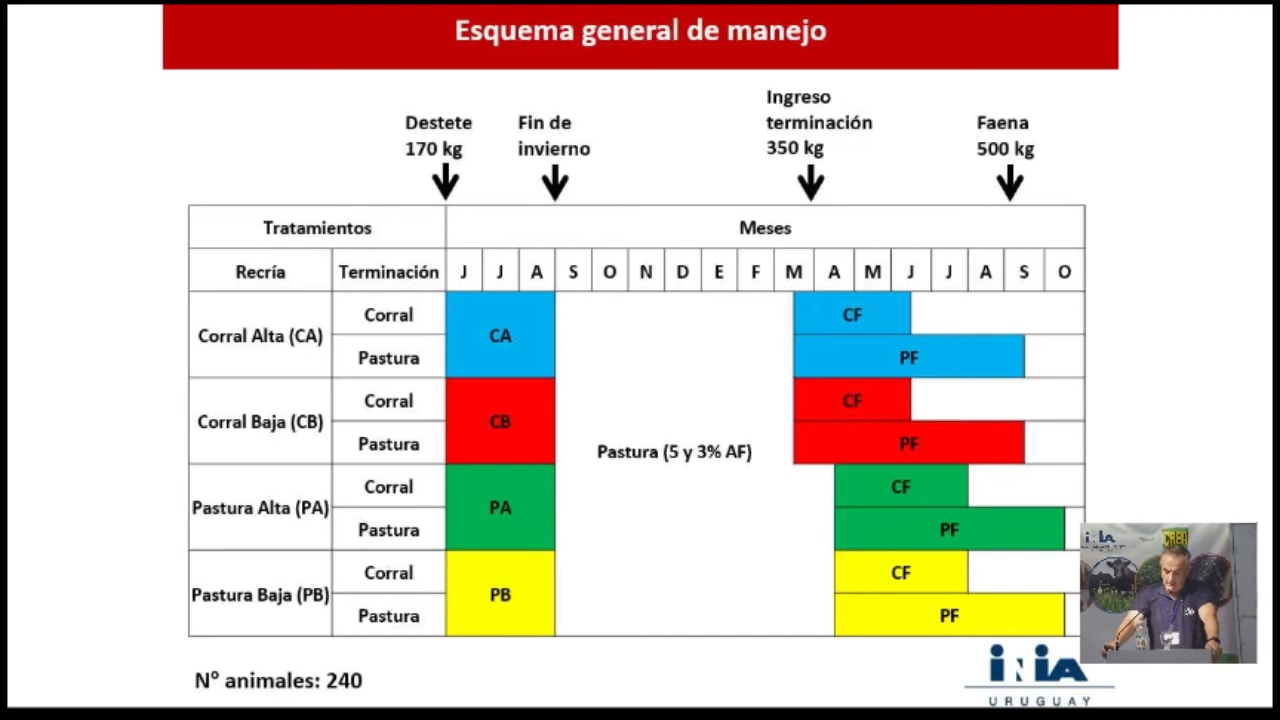 Esquema general de manejo
Ingreso
Destete Fin de terminación Faena
170 kg invierno 350 kg 500 kg
Tratamientos Meses
Recría Terminación J J A S O N D E F M A M J J A S O
Corral Alta (CA) Corral CA CF
Pastura PF
Corral Baja (CB) Corral CB CF
Pastura PF
Pastura (5 y 3% AF)
Pastura Alta (PA) Corral PA CF
Pastura PF
Pastura Baja (PB) Corral PB CF
Pastura PF
N° animales: 240
iNiA
URUGUAY
iNiA
CREA